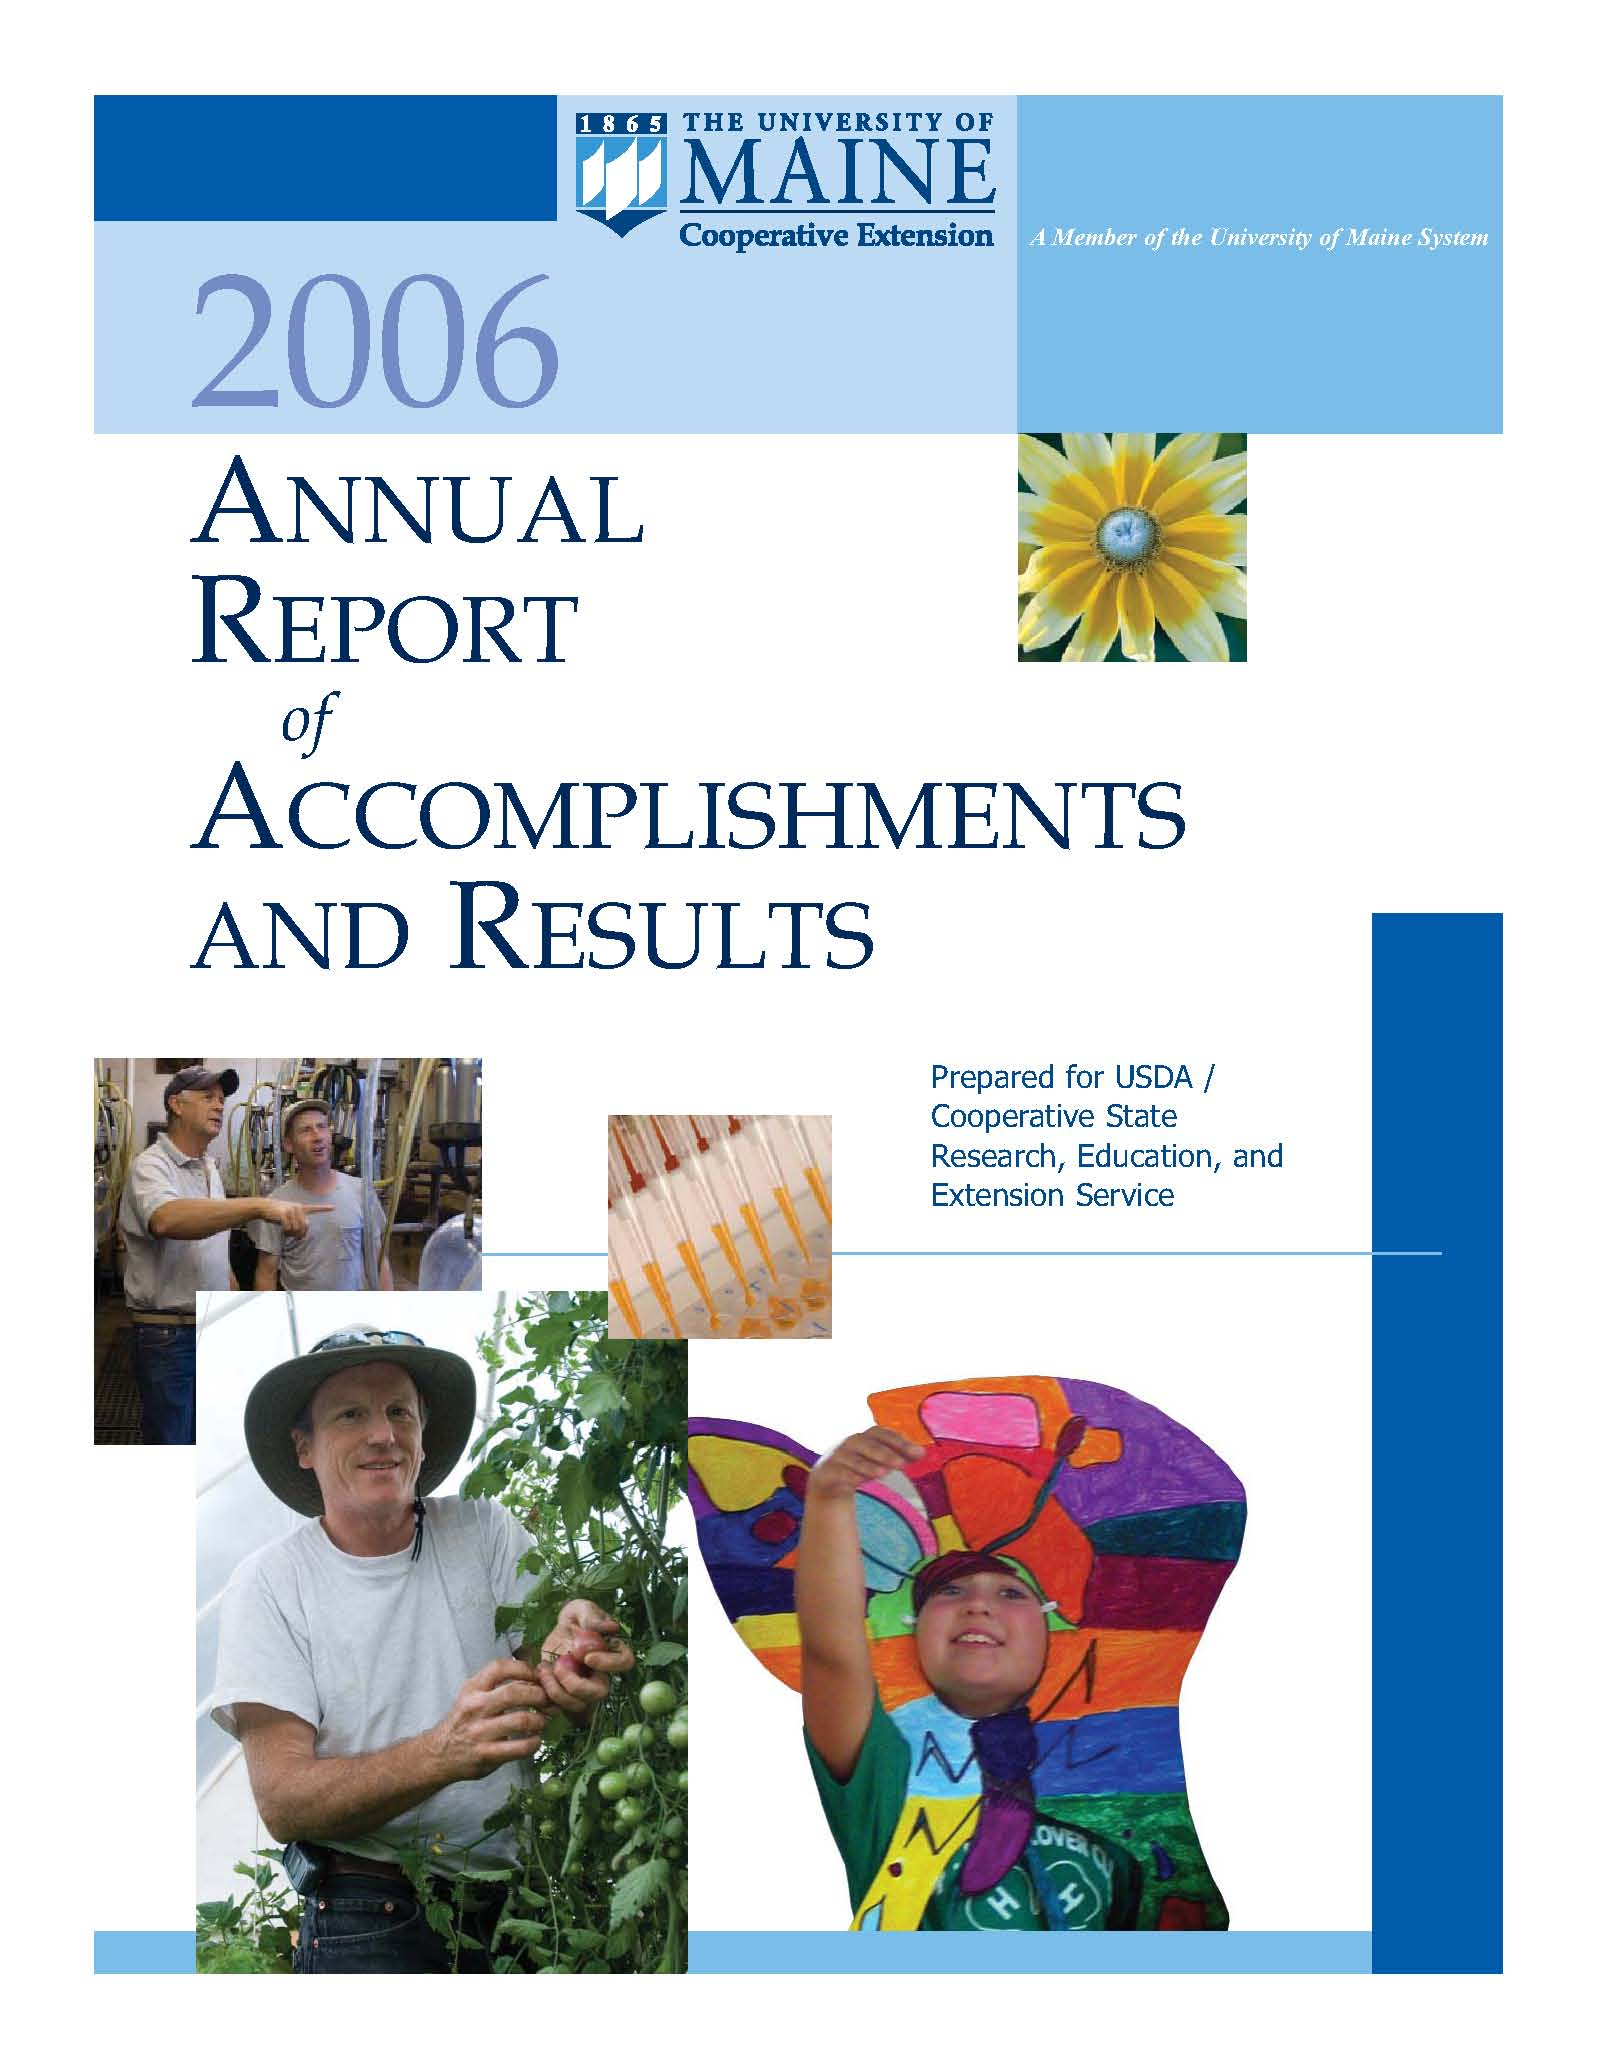 1865
THE UNIVERSITY OF
MAINE
Cooperative Extension
A Member of the University of Maine System
2006
ANNUAL
REPORT
of
ACCOMPLISHMENTS
AND RESULTS
Prepared for USDA /
Cooperative State
Research, Education, and
Extension Service
H
H